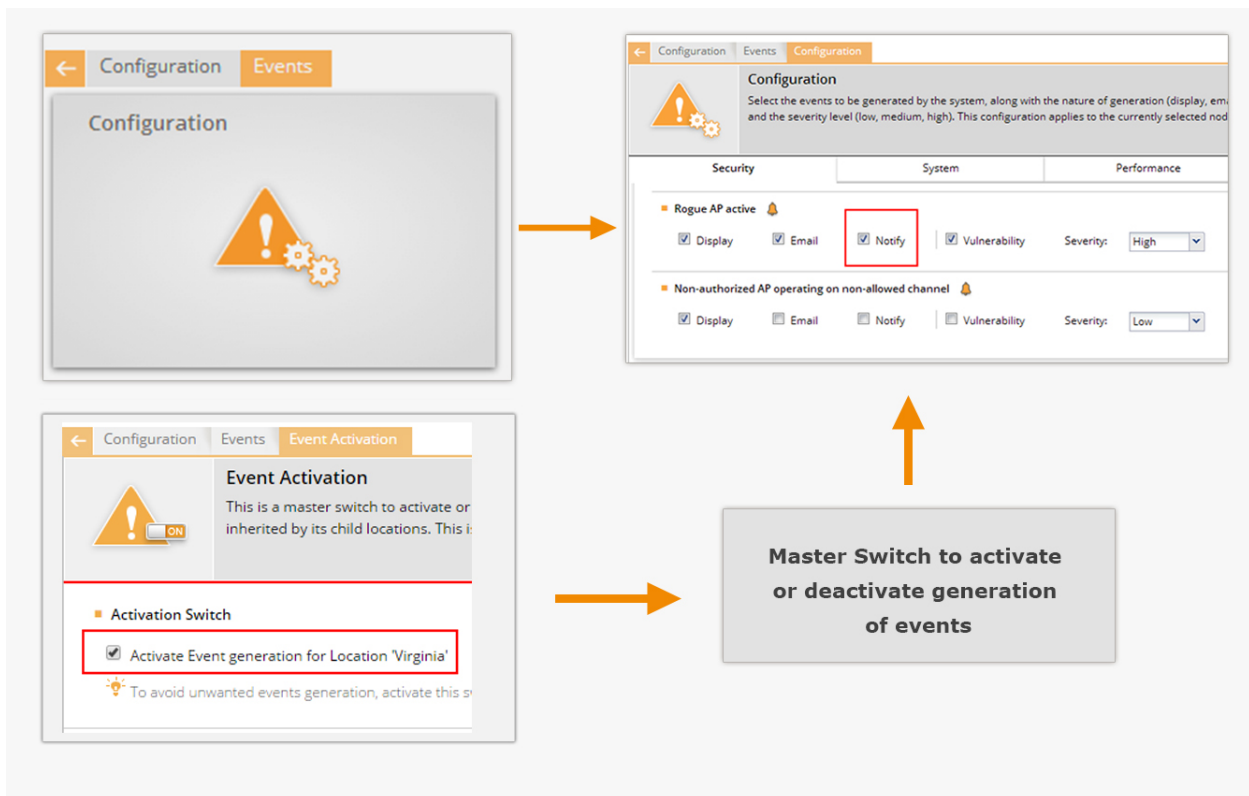 Configuration Events
Configuration
Configuration Events Configuration
Configuration
Select the events to be generated by the system, along with the nature of generation (display, ema
and the severity level (low, medium, high). This configuration applies to the currently selected nod
Security System Performance
Rogue AP active
Display Email Notify Vulnerability Severity: High
Non-authorized AP operating on non-allowed channel
Display Email Notify Vulnerability Severity: Low
Configuration Events Event Activation
Event Activation
This is a master switch to activate or
inherited by its child locations. This i
ON
Activation Switch
Activate Event generation for Location 'Virginia'
To avoid unwanted events generation, activate this s
Master Switch to activate
or deactivate generation
of events